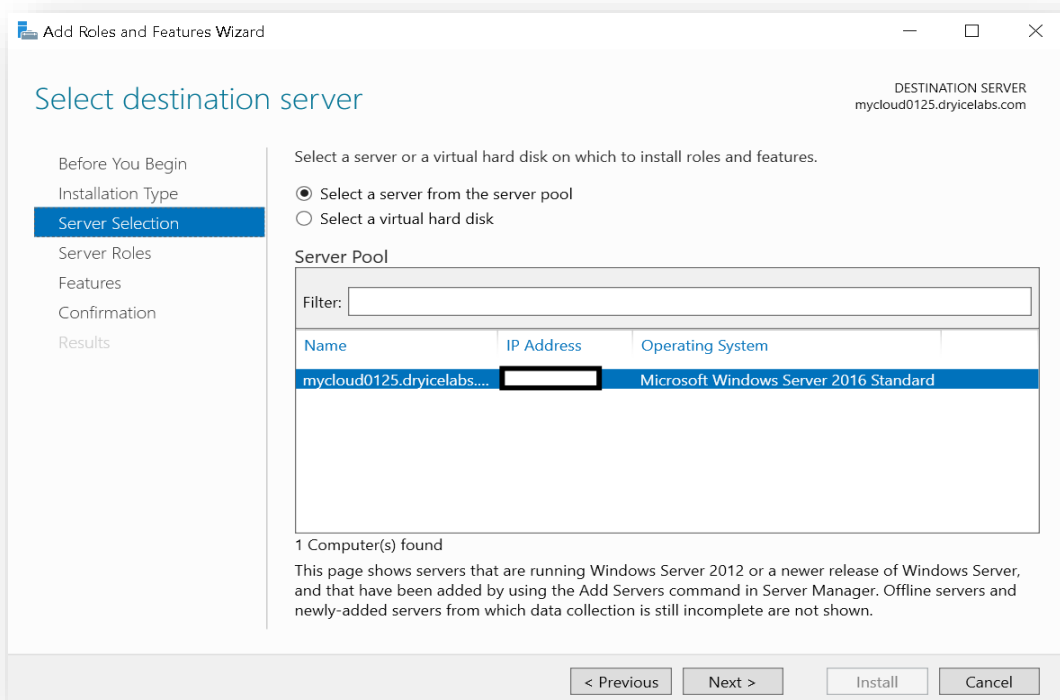 Add Roles and Features Wizard
Select destination server
DESTINATION SERVER
mycloud0125.dryicelabs.com
Before You Begin
Installation Type
Server Selection
Server Roles
Features
Confirmation
Results
Select a server or a virtual hard disk on which to install roles and features.
Select a server from the server pool
Select a virtual hard disk
Server Pool
Filter:
Name IP Address Operating System
mycloud0125.dryicelabs.... Microsoft Windows Server 2016 Standard
1 Computer(s) found
This page shows servers that are running Windows Server 2012 or a newer release of Windows Server,
and that have been added by using the Add Servers command in Server Manager. Offline servers and
newly-added servers from which data collection is still incomplete are not shown.
< Previous Next > Install Cancel